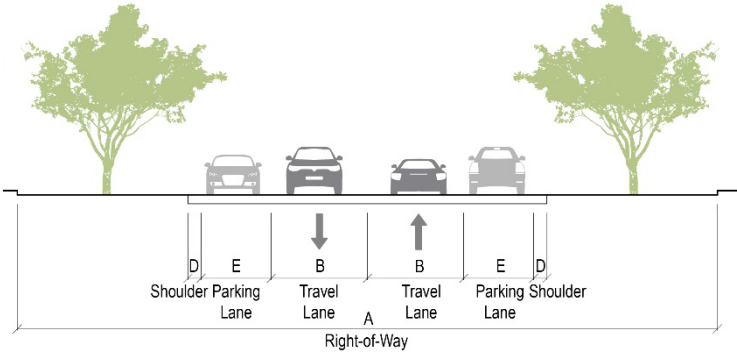 D E B B E D
Shoulder Parking Lane Travel Lane Travel Lane Parking Lane Shoulder
A
Right-of-Way